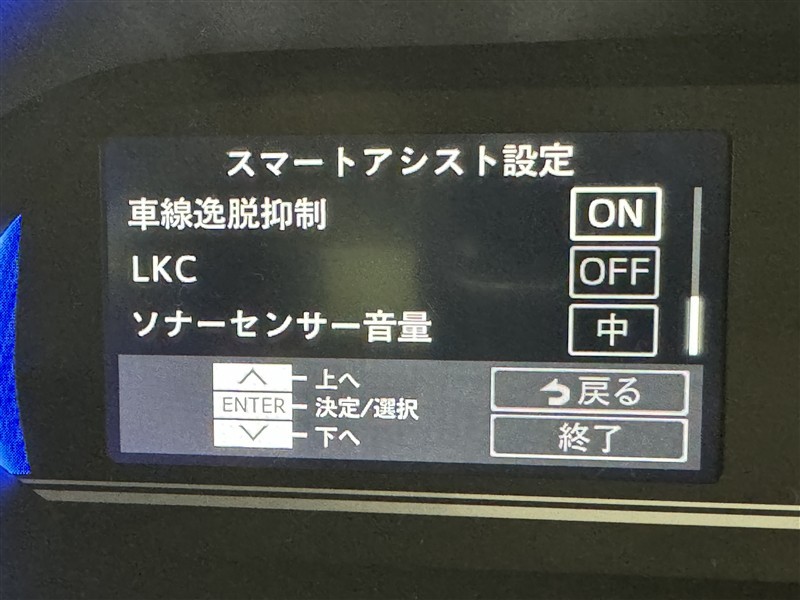 スマートアシスト設定
車線逸脱抑制 ON
LKC OFF
ソナーセンサー音量 中
上へ
ENTER 決定/選択
下へ
戻る
終了